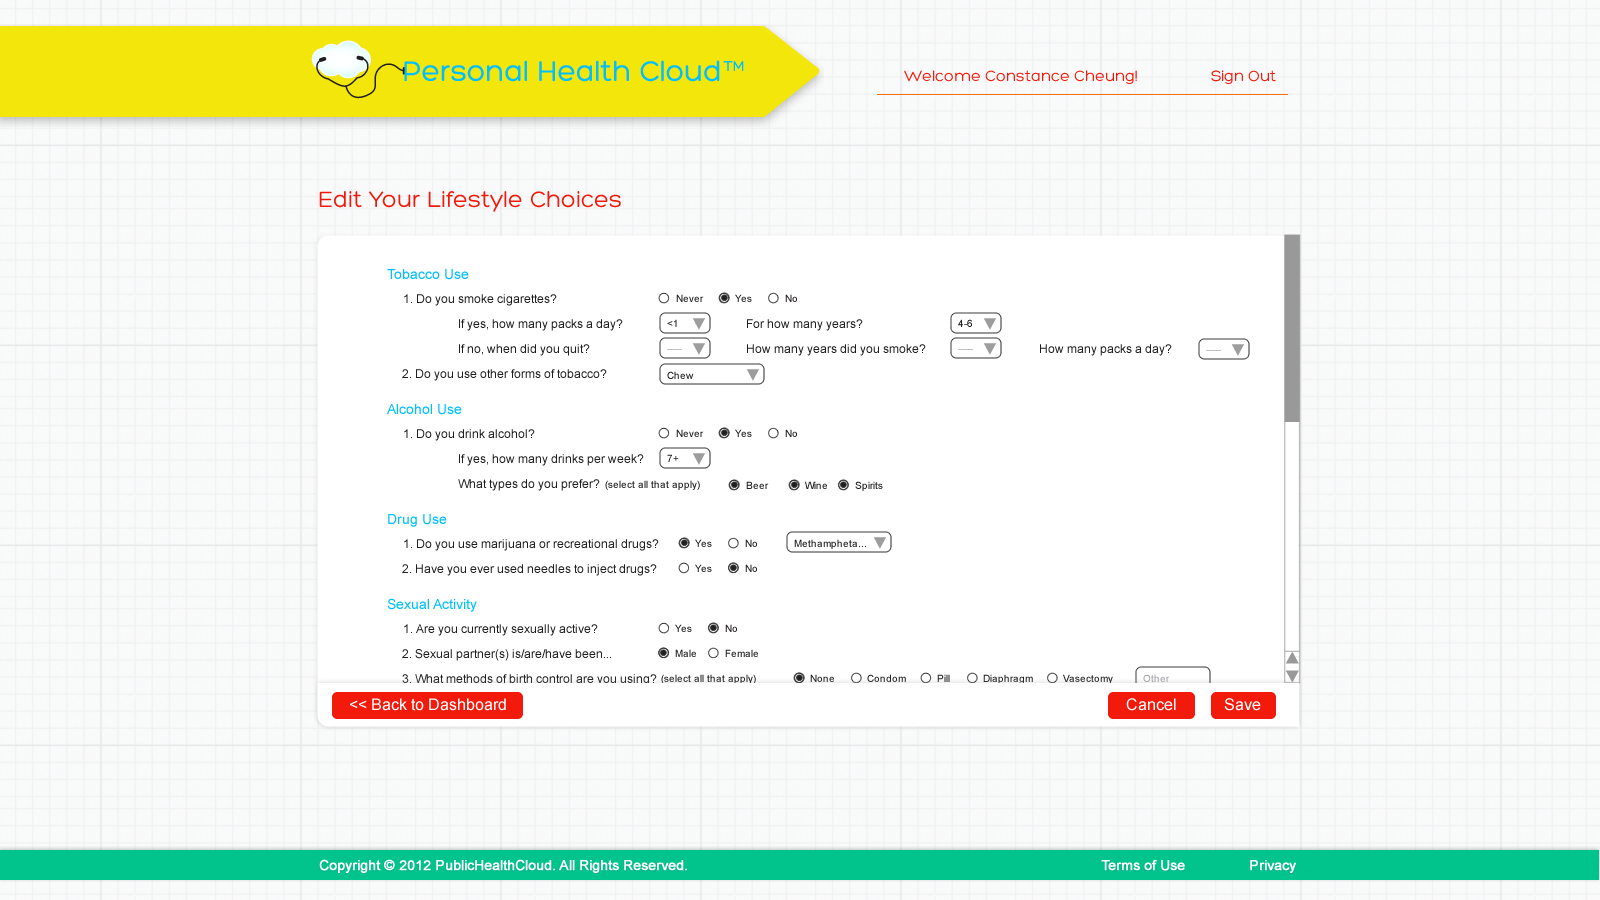 Personal Health Cloud™
Welcome Constance Cheung! Sign Out
Edit Your Lifestyle Choices
Tobacco Use
1. Do you smoke cigarettes? Never Yes No
If yes, how many packs a day? <1 For how many years? 4-6
If no, when did you quit? — How many years did you smoke? — How many packs a day? —
2. Do you use other forms of tobacco? Chew
Alcohol Use
1. Do you drink alcohol? Never Yes No
If yes, how many drinks per week? 7+
What types do you prefer? (select all that apply) Beer Wine Spirits
Drug Use
1. Do you use marijuana or recreational drugs? Yes No Methampheta...
2. Have you ever used needles to inject drugs? Yes No
Sexual Activity
1. Are you currently sexually active? Yes No
2. Sexual partner(s) is/are/have been... Male Female
3. What methods of birth control are you using? (select all that apply) None Condom Pill Diaphragm Vasectomy Other
<< Back to Dashboard Cancel Save
Copyright © 2012 PublicHealthCloud. All Rights Reserved. Terms of Use Privacy